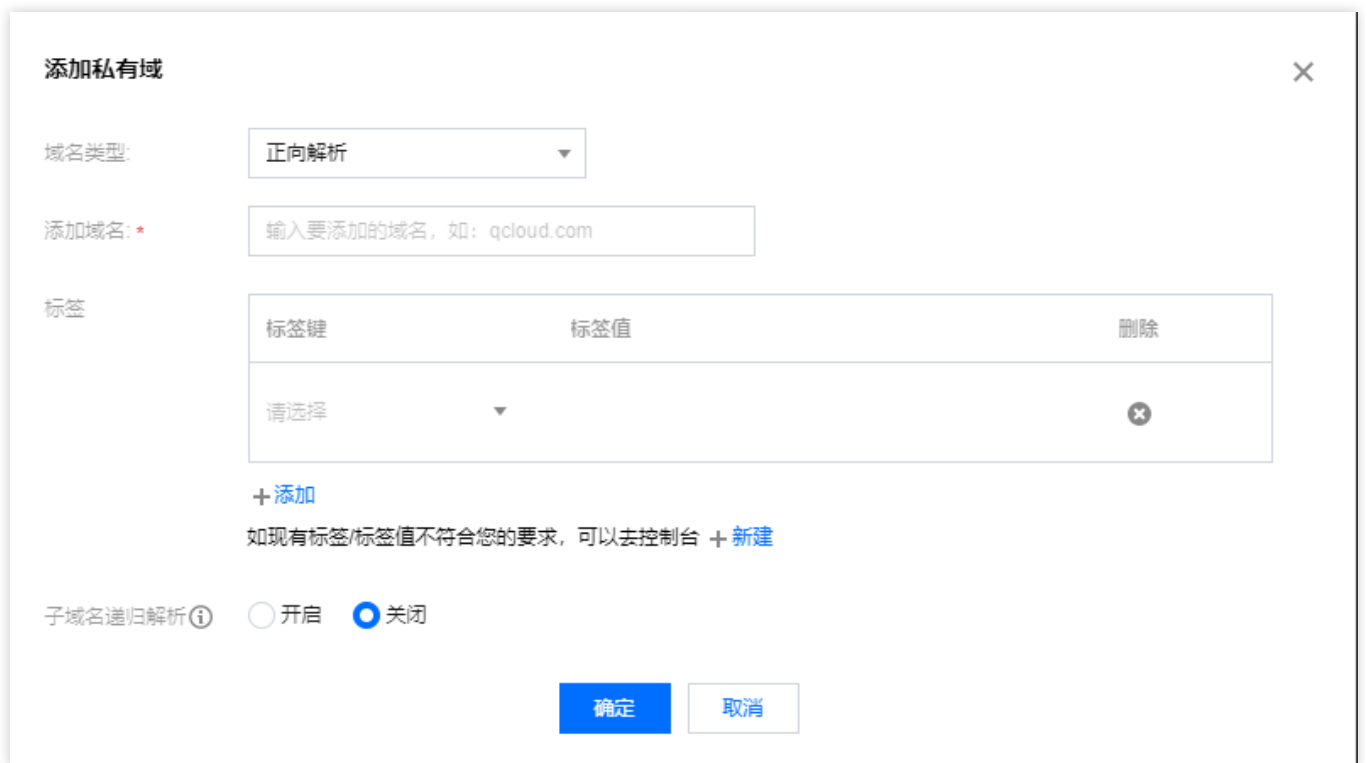 添加私有域
域名类型: 正向解析
添加域名: * 输入要添加的域名，如：qcloud.com
标签
标签键 标签值 删除
请选择
+添加
如现有标签/标签值不符合您的要求，可以去控制台 +新建
子域名递归解析 开启 关闭
确定 取消